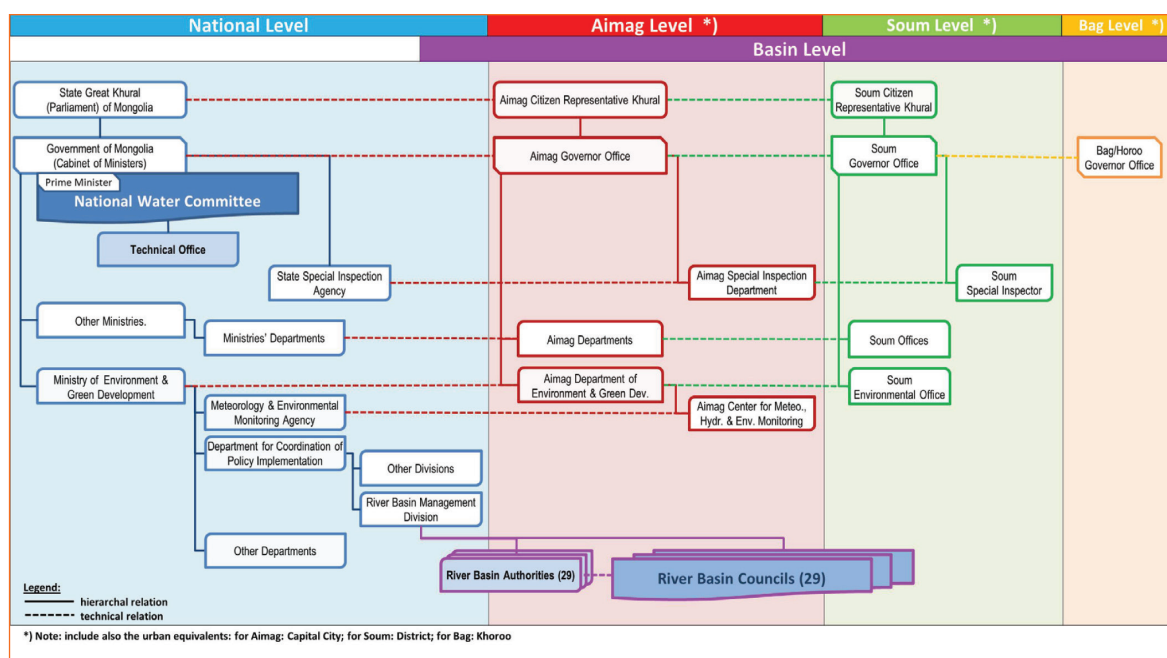 National Level
Aimag Level *)
Soum Level *)
Bag Level *)
Basin Level
State Great Khural
(Parliament) of Mongolia
Aimag Citizen Representative Khural
Soum Citizen
Representative Khural
Government of Mongolia
(Cabinet of Ministers)
Aimag Governor Office
Soum
Governor Office
Bag/Horoo
Governor Office
Prime Minister
National Water Committee
Technical Office
State Special Inspection
Agency
Aimag Special Inspection
Department
Soum
Special Inspector
Other Ministries.
Ministries' Departments
Aimag Departments
Soum Offices
Ministry of Environment &
Green Development
Aimag Department of
Environment & Green Dev.
Soum
Environmental Office
Meteorology & Environmental
Monitoring Agency
Aimag Center for Meteo.,
Hydr. & Env. Monitoring
Department for Coordination of
Policy Implementation
Other Divisions
River Basin Management
Division
Other Departments
River Basin Authorities (29)
River Basin Councils (29)
Legend:
hierarchal relation
technical relation
*) Note: include also the urban equivalents: for Aimag: Capital City; for Soum: District; for Bag: Khoroo